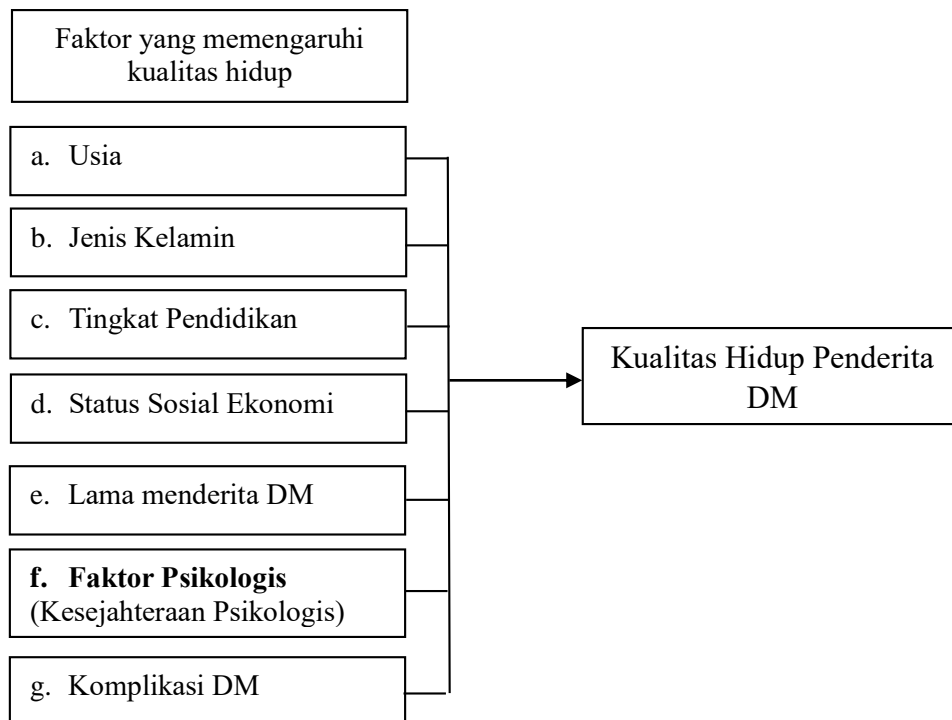 Faktor yang memengaruhi
kualitas hidup
a. Usia
b. Jenis Kelamin
c. Tingkat Pendidikan
d. Status Sosial Ekonomi
e. Lama menderita DM
f. Faktor Psikologis
(Kesejahteraan Psikologis)
g. Komplikasi DM
Kualitas Hidup Penderita
DM